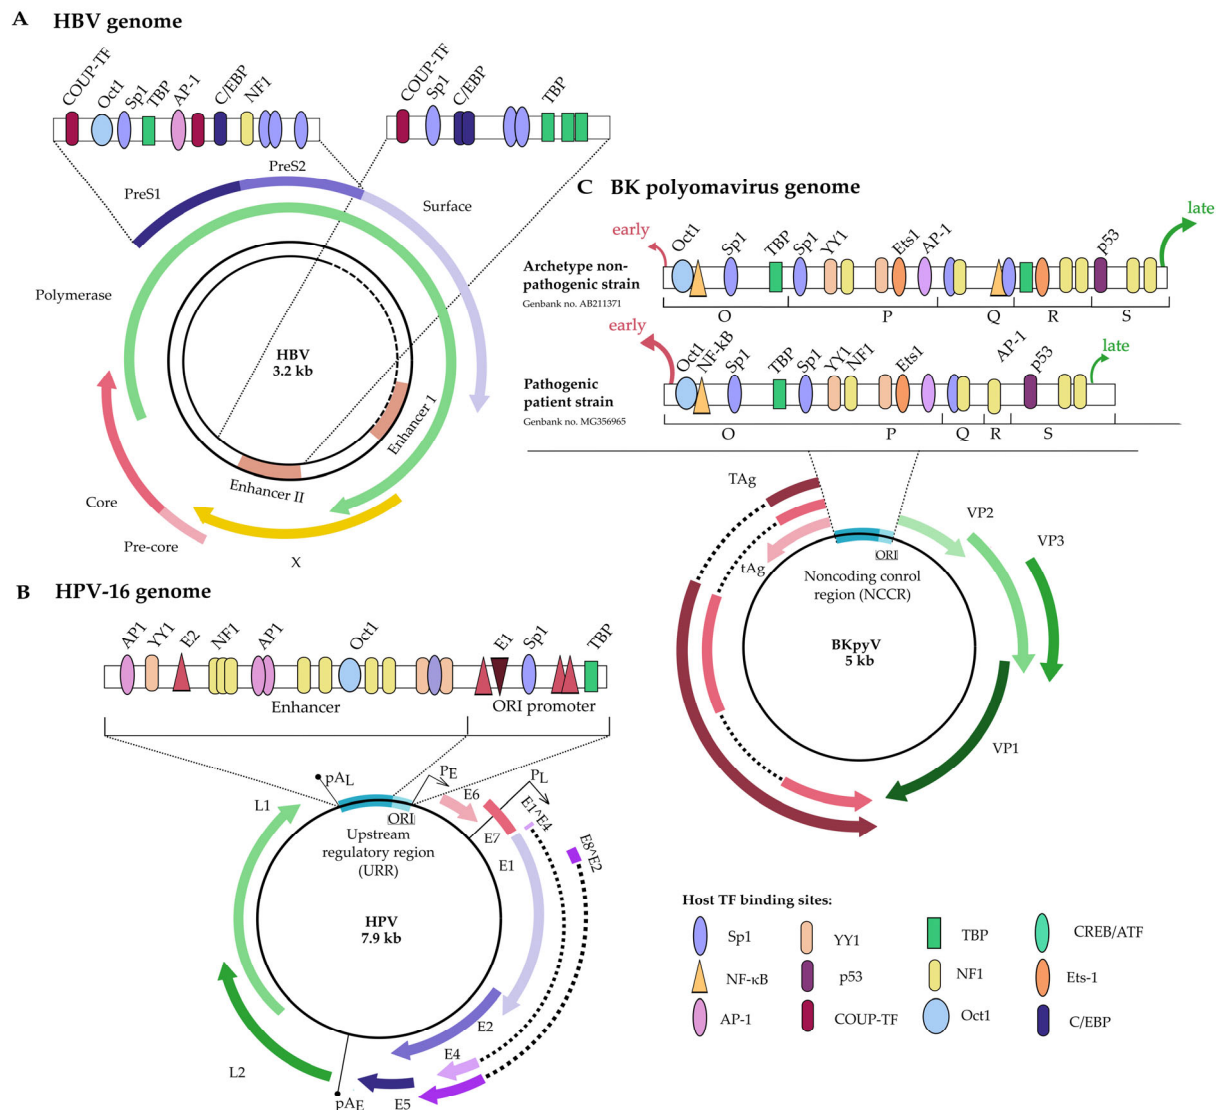 A HBV genome
COUP-TF Oct1 Sp1 TBP AP-1 C/EBP NF1
COUP-TF Sp1 C/EBP TBP
PreS1
PreS2
Surface
Polymerase
HBV
3.2 kb
Enhancer 1
Enhancer II
Core
Pre-core
X
C BK polyomavirus genome
early
Oct1 Sp1 TBP Sp1 YY1 Ets1 AP-1 p53
late
Archetype non-
pathogenic strain
Genbank no. AB211371
O P Q R S
early
Oct1 NF-kB Sp1 TBP Sp1 YY1 NF1 Ets1 AP-1 p53
late
Pathogenic
patient strain
Genbank no. MG356965
O P Q R S
TAg
tAg
ORI
VP2
VP3
Noncoding conrol
region (NCCR)
BKpyV
5 kb
VP1
B HPV-16 genome
AP1 YY1 E2 NF1 AP1 Oct1 E1 Sp1 TBP
Enhancer
ORI promoter
pAL
PE
PL
L1
ORI
E6
E7
E1^E4
E8^E2
E1
Upstream
regulatory region
(URR)
HPV
7.9 kb
E2
E4
L2
E5
pAE
Host TF binding sites:
Sp1 YY1 TBP CREB/ATF
NF-κB p53 NF1 Ets-1
AP-1 COUP-TF Oct1 C/EBP